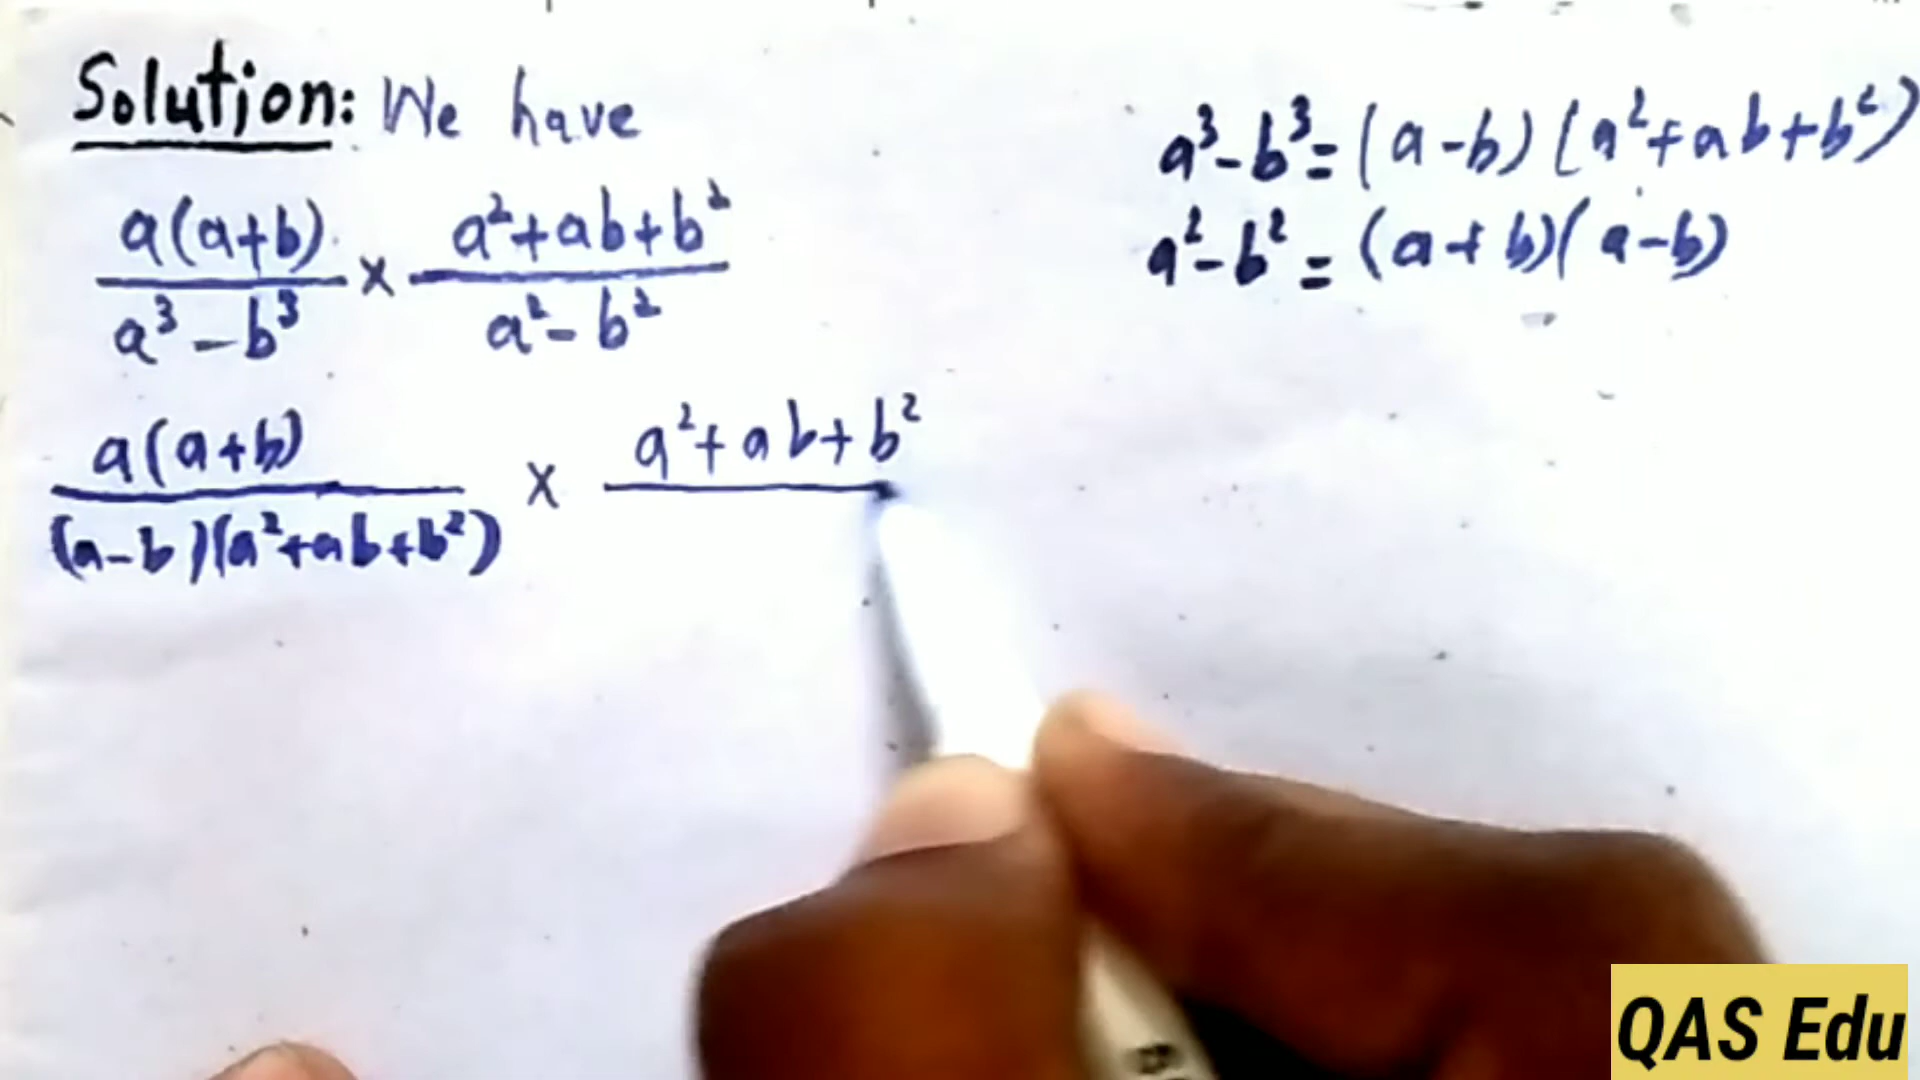 Solution: We have
a(a+b) / a³-b³ × a²+ab+b² / a²-b²
a(a+b) / (a-b)(a²+ab+b²) × a²+ab+b²
a³-b³=(a-b)(a²+ab+b²)
a²-b²=(a+b)(a-b)
QAS Edu